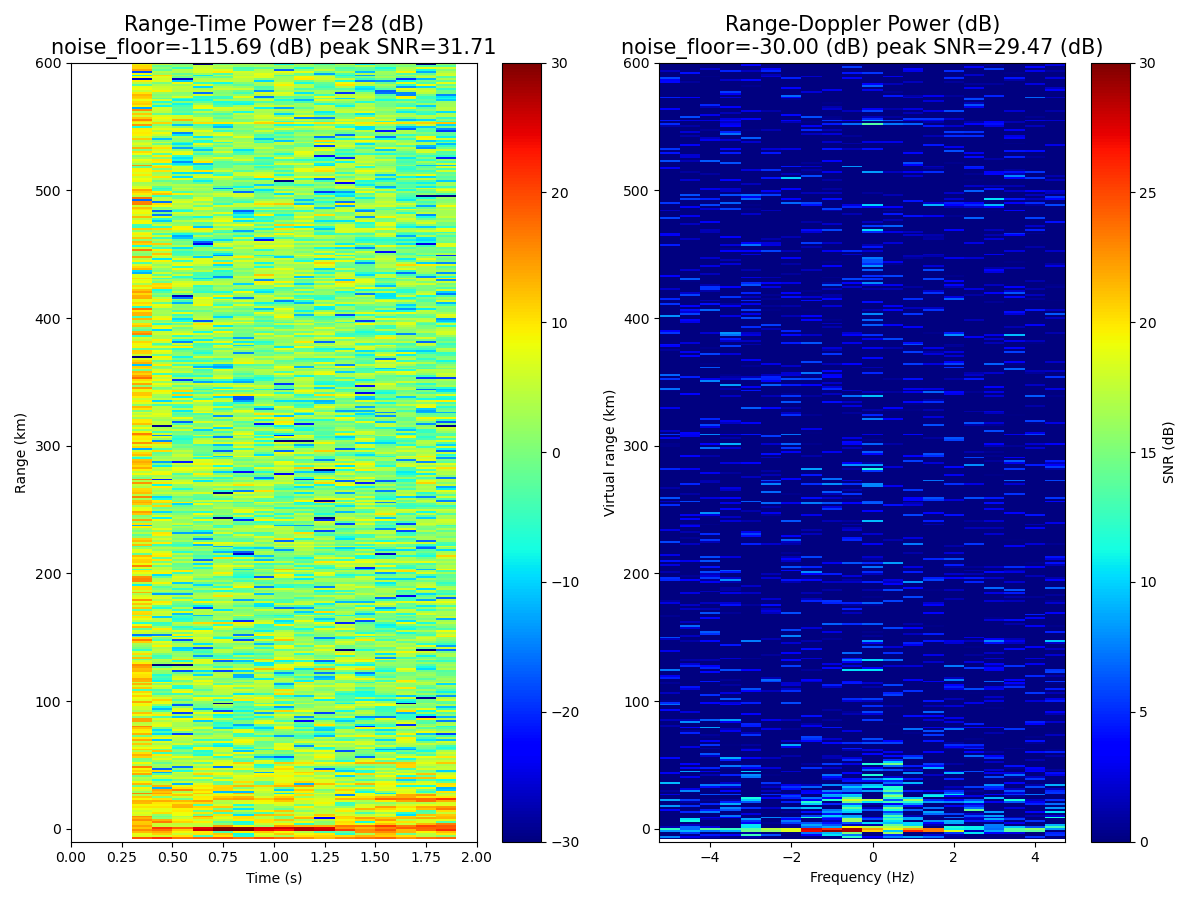 Range-Time Power f=28 (dB)
noise_floor=-115.69 (dB) peak SNR=31.71
600
500
400
300
200
100
0
Range (km)
0.00 0.25 0.50 0.75 1.00 1.25 1.50 1.75 2.00
Time (s)
30
20
10
0
−10
−20
−30
Range-Doppler Power (dB)
noise_floor=-30.00 (dB) peak SNR=29.47 (dB)
600
500
400
300
200
100
0
Virtual range (km)
−4 −2 0 2 4
Frequency (Hz)
30
25
20
15
10
5
0
SNR (dB)